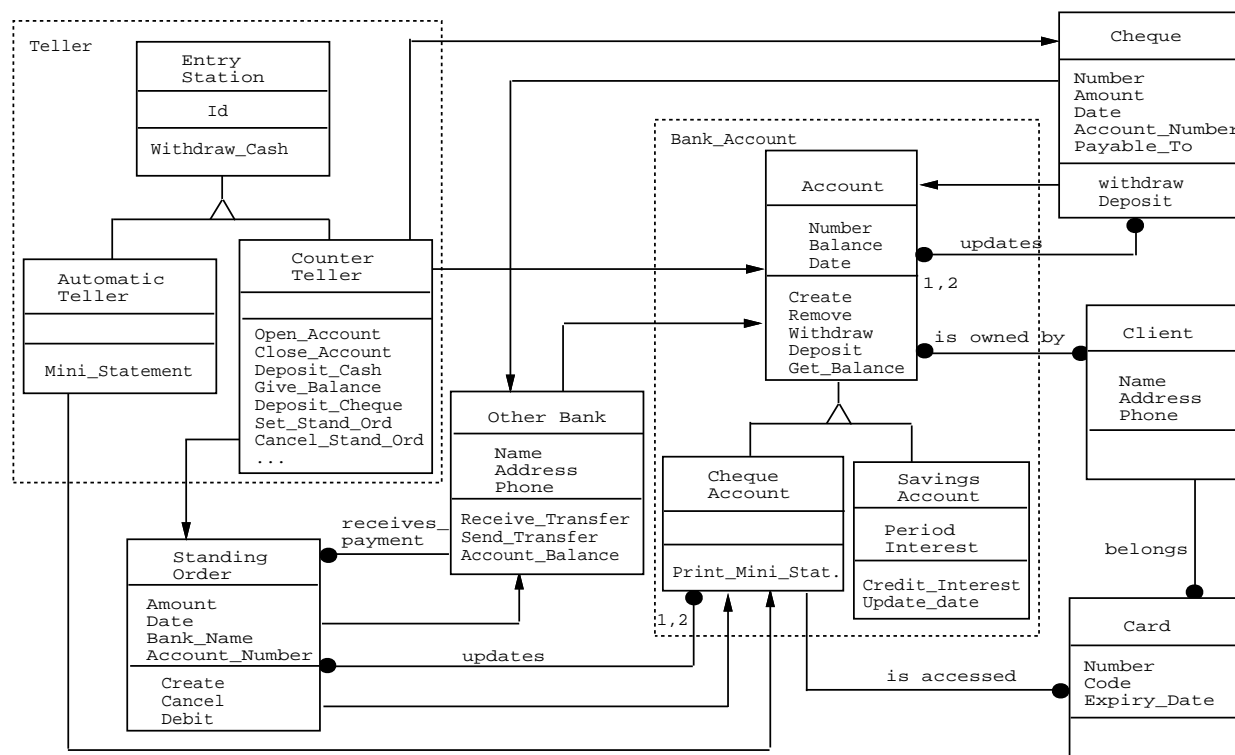 Teller
Entry
Station
Id
Withdraw_Cash
Automatic
Teller
Mini_Statement
Counter
Teller
Open_Account
Close_Account
Deposit_Cash
Give_Balance
Deposit_Cheque
Set_Stand_Ord
Cancel_Stand_Ord
...
Cheque
Number
Amount
Date
Account_Number
Payable_To
withdraw
Deposit
Bank_Account
Account
Number
Balance
Date
Create
Remove
Withdraw
Deposit
Get_Balance
updates
1,2
is owned by
Client
Name
Address
Phone
Other Bank
Name
Address
Phone
Receive_Transfer
Send_Transfer
Account_Balance
Cheque
Account
Print_Mini_Stat.
Savings
Account
Period
Interest
Credit_Interest
Update_date
receives_
payment
Standing
Order
Amount
Date
Bank_Name
Account_Number
Create
Cancel
Debit
1,2
updates
is accessed
belongs
Card
Number
Code
Expiry_Date